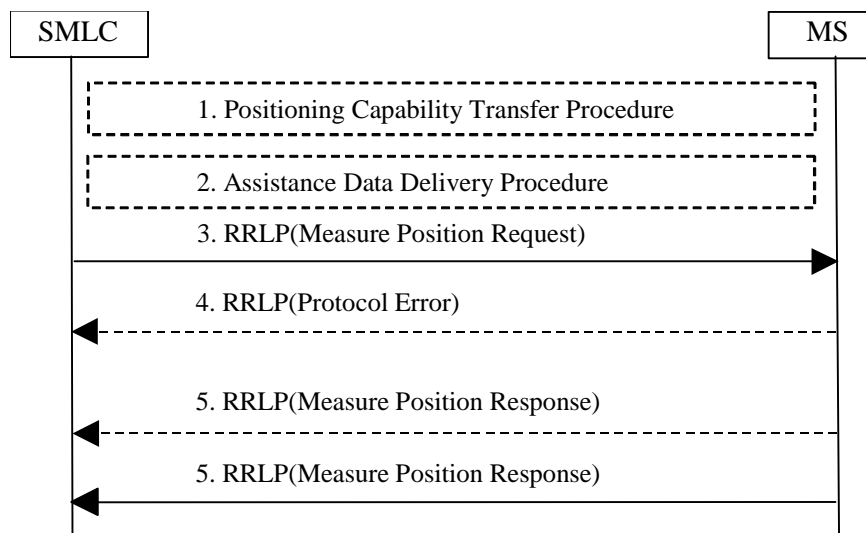 SMLC
MS
1. Positioning Capability Transfer Procedure
2. Assistance Data Delivery Procedure
3. RRLP(Measure Position Request)
4. RRLP(Protocol Error)
5. RRLP(Measure Position Response)
5. RRLP(Measure Position Response)